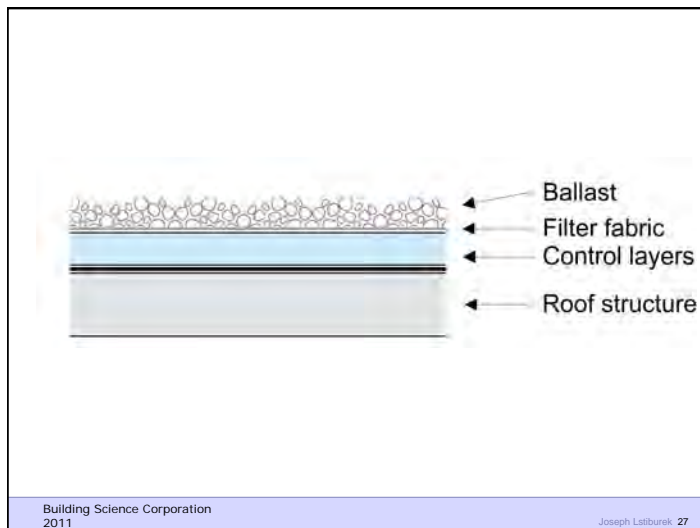 Ballast
Filter fabric
Control layers
Roof structure
Building Science Corporation
2011
Joseph Lstiburek 27